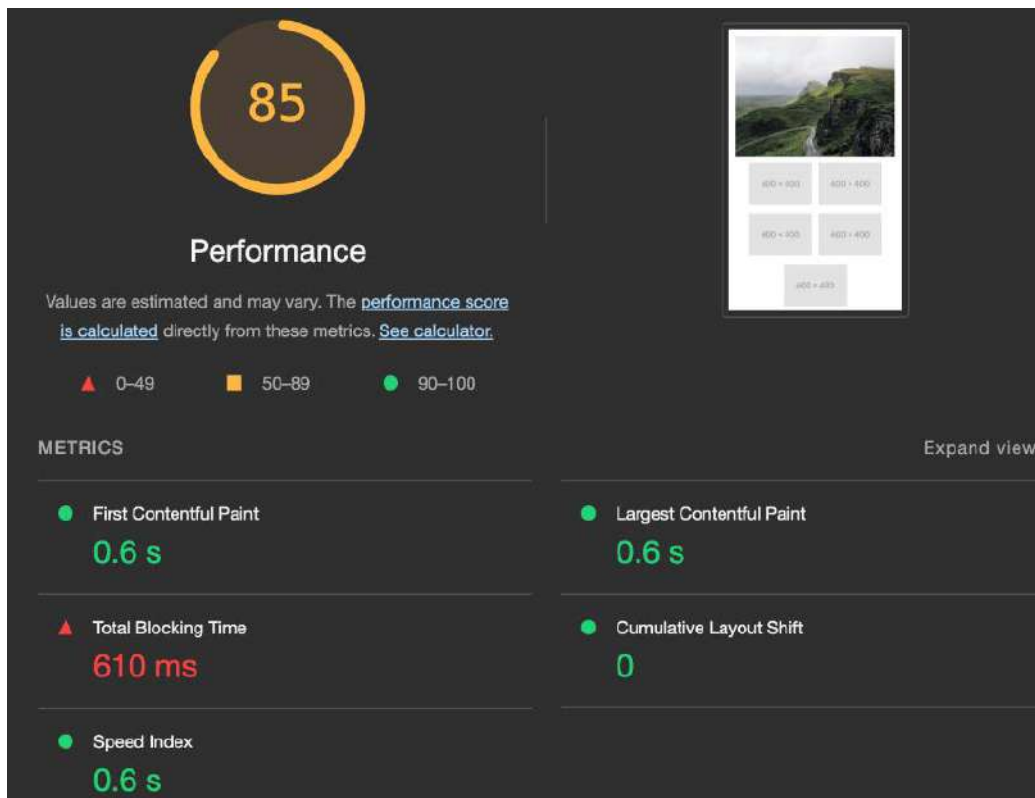 85
Performance
Values are estimated and may vary. The performance score
is calculated directly from these metrics. See calculator.
0–49
50–89
90–100
METRICS
Expand view
First Contentful Paint
0.6 s
Largest Contentful Paint
0.6 s
Total Blocking Time
610 ms
Cumulative Layout Shift
0
Speed Index
0.6 s